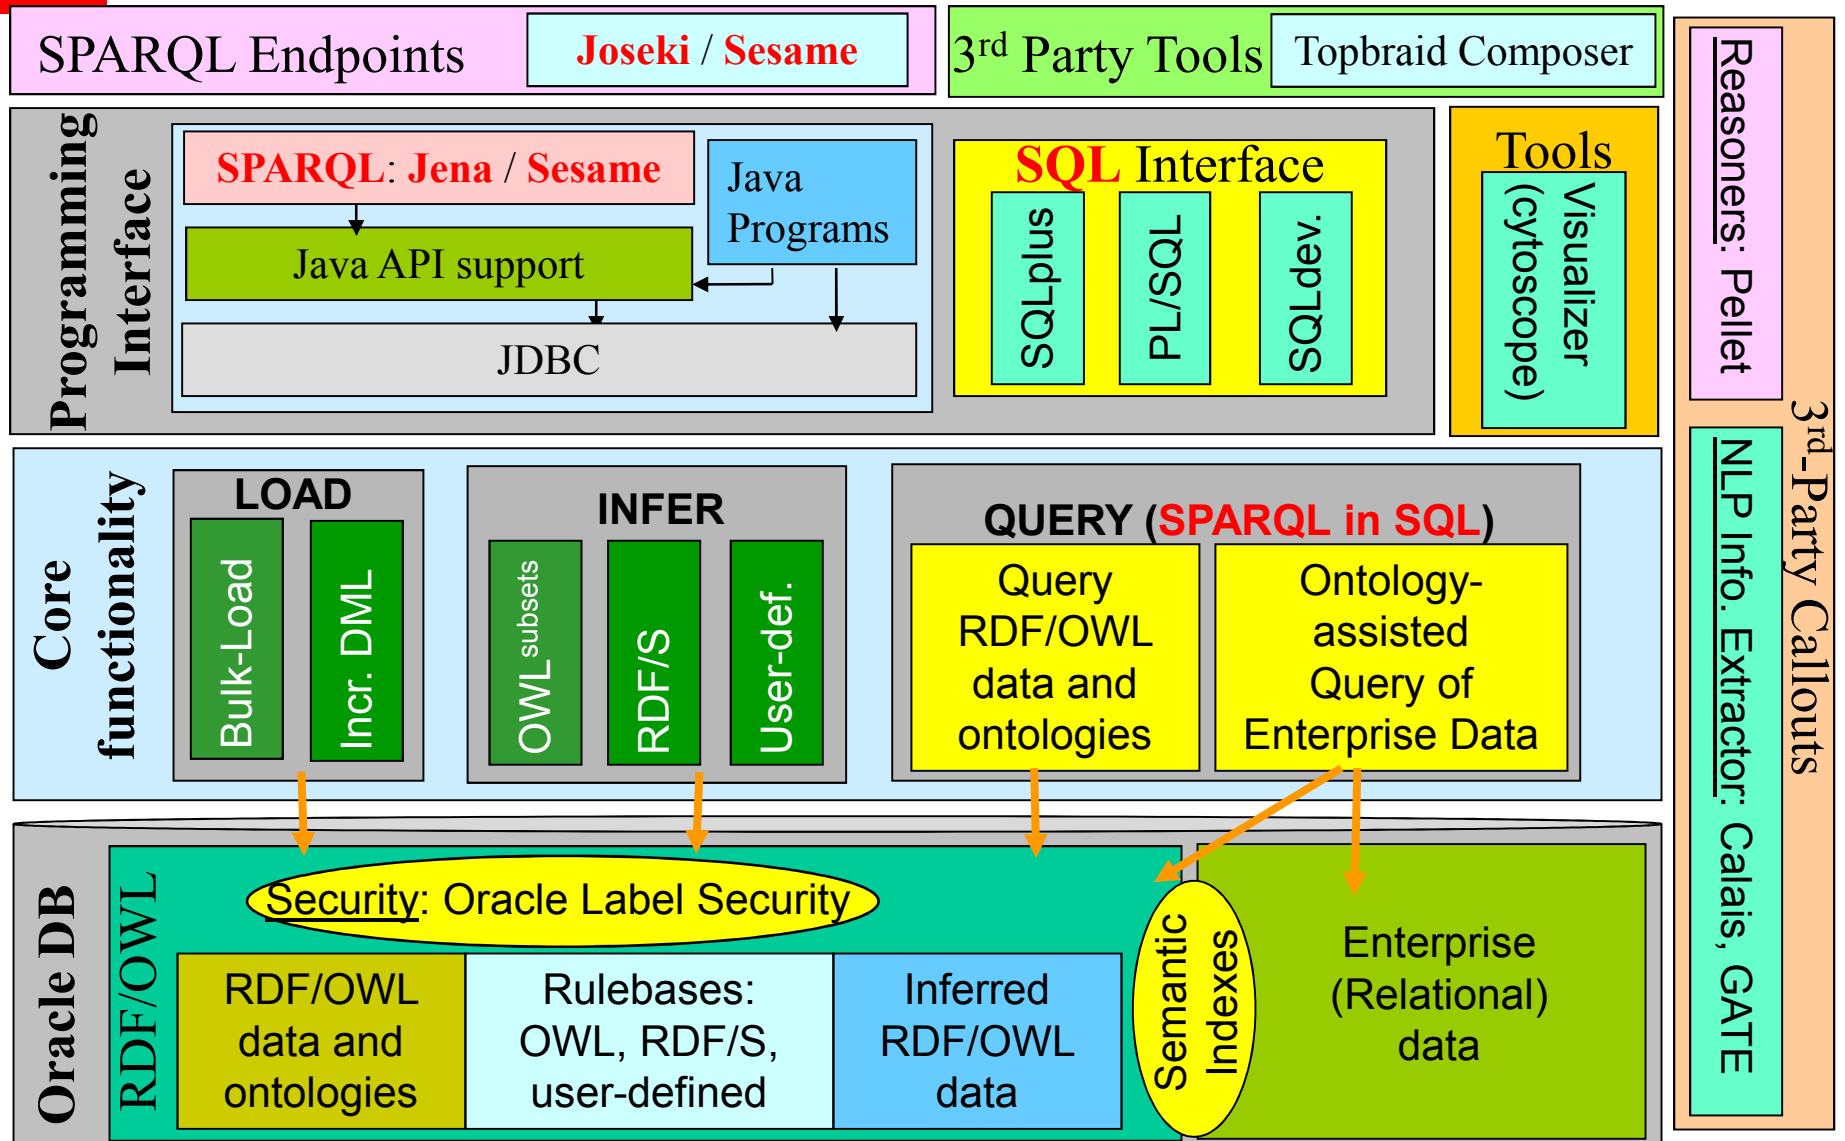 SPARQL Endpoints
Joseki / Sesame
3rd Party Tools
Topbraid Composer
Programming
Interface
SPARQL: Jena / Sesame
Java
Programs
Java API support
JDBC
SQL Interface
SQLplus
PL/SQL
SQLdev.
Tools
Visualizer
(cytoscope)
Reasoners: Pellet
NLP Info. Extractor: Calais, GATE
3rd-Party Callouts
Core
functionality
LOAD
Bulk-Load
Incr. DML
INFER
OWL subsets
RDF/S
User-def.
QUERY (SPARQL in SQL)
Query
RDF/OWL
data and
ontologies
Ontology-
assisted
Query of
Enterprise Data
Oracle DB
RDF/OWL
Security: Oracle Label Security
RDF/OWL
data and
ontologies
Rulebases:
OWL, RDF/S,
user-defined
Inferred
RDF/OWL
data
Semantic
Indexes
Enterprise
(Relational)
data